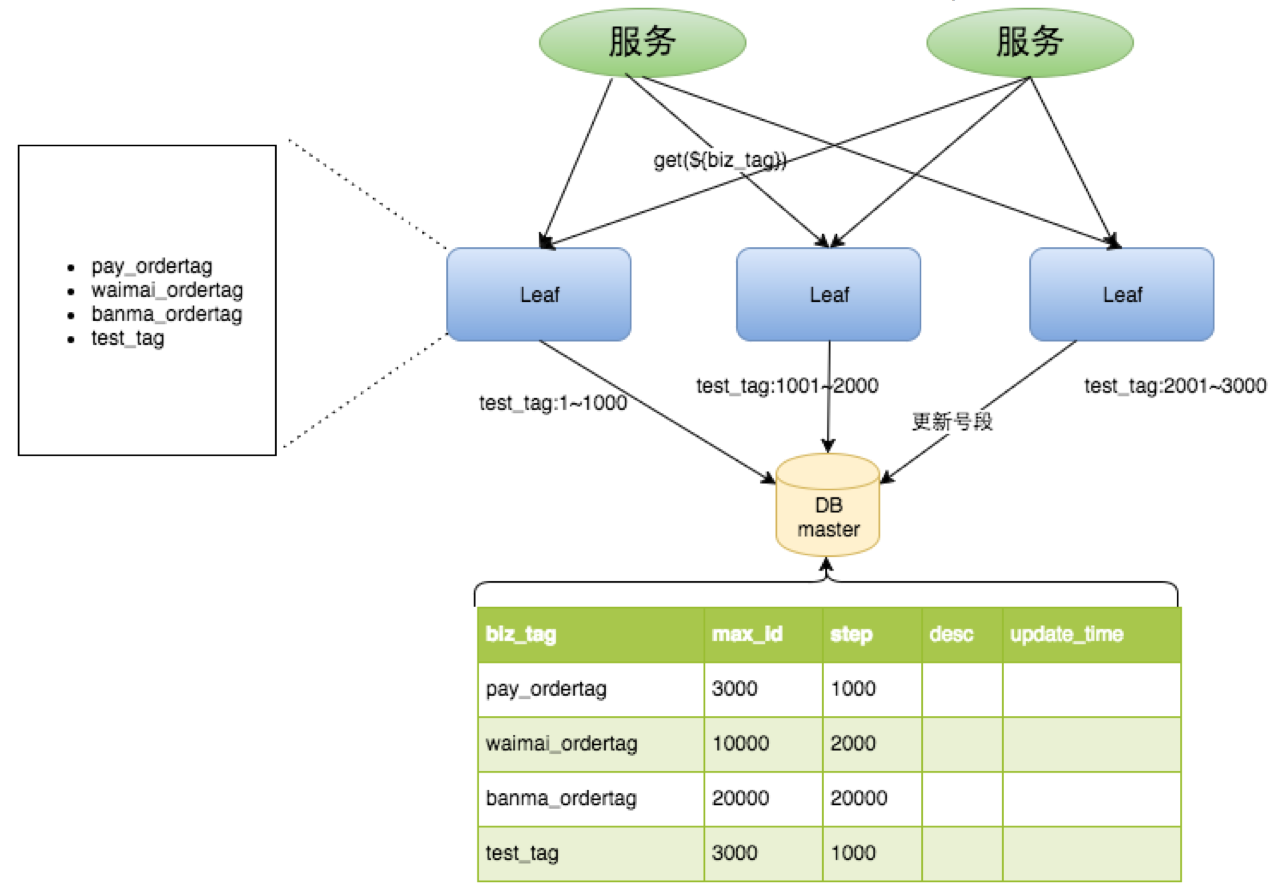 服务
服务
get(${biz_tag})
• pay_ordertag
• waimai_ordertag
• banma_ordertag
• test_tag
Leaf
Leaf
Leaf
test_tag:1~1000
test_tag:1001~2000
test_tag:2001~3000
更新号段
DB
master
biz_tag max_id step desc update_time
pay_ordertag 3000 1000
waimai_ordertag 10000 2000
banma_ordertag 20000 20000
test_tag 3000 1000